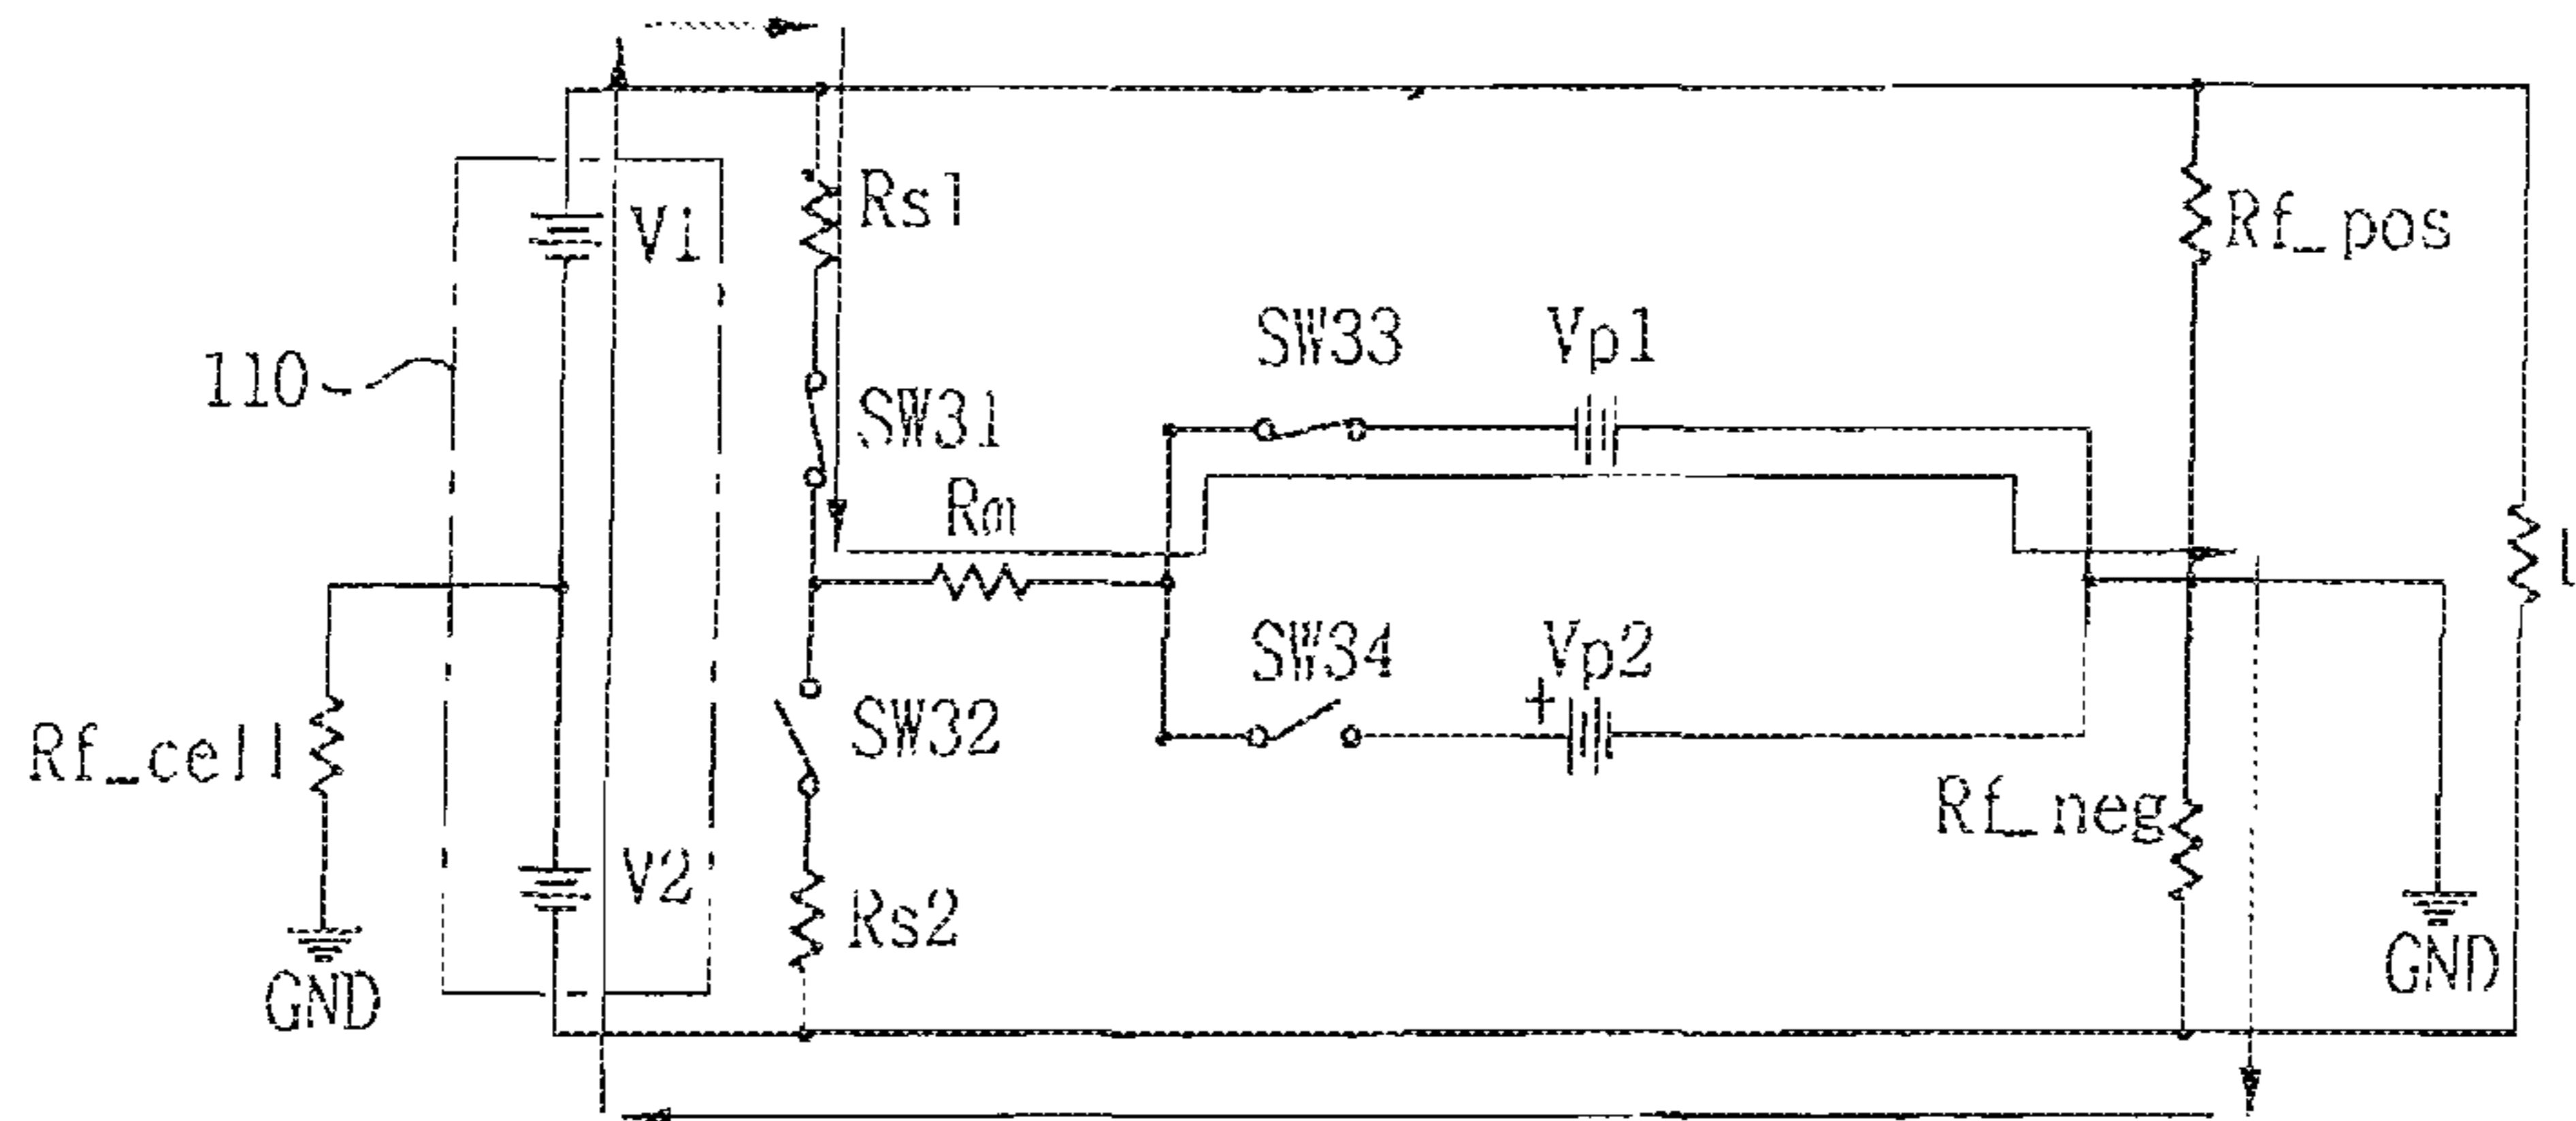 V1
Rs1
Rf_pos
SW33
Vp1
110
SW31
Rm
SW34
Vp2
+
SW32
Rf_cell
Rf_neg
V2
Rs2
GND
GND